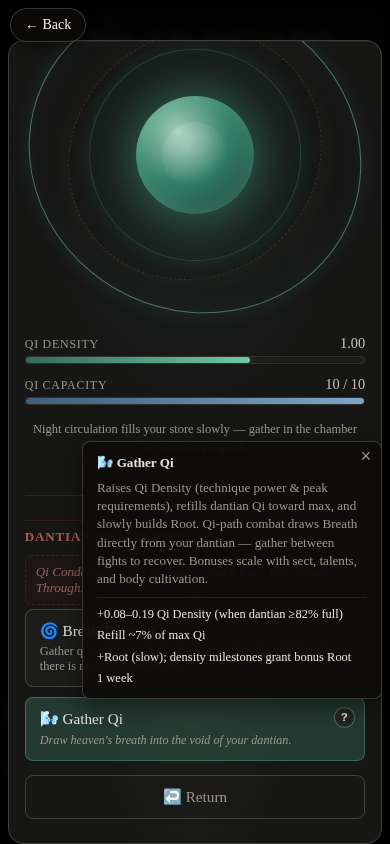 ← Back
QI DENSITY 1.00
QI CAPACITY 10 / 10
Night circulation fills your store slowly — gather in the chamber
🌬️ Gather Qi ×
Raises Qi Density (technique power & peak
requirements), refills dantian Qi toward max, and
slowly builds Root. Qi-path combat draws Breath
directly from your dantian — gather between
fights to recover. Bonuses scale with sect, talents,
and body cultivation.
+0.08–0.19 Qi Density (when dantian ≥82% full)
Refill ~7% of max Qi
+Root (slow); density milestones grant bonus Root
1 week
DANTIA
Qi Cond
Through.
🌀 Bre
Gather q
there is n
🌬️ Gather Qi ?
Draw heaven's breath into the void of your dantian.
↩️ Return